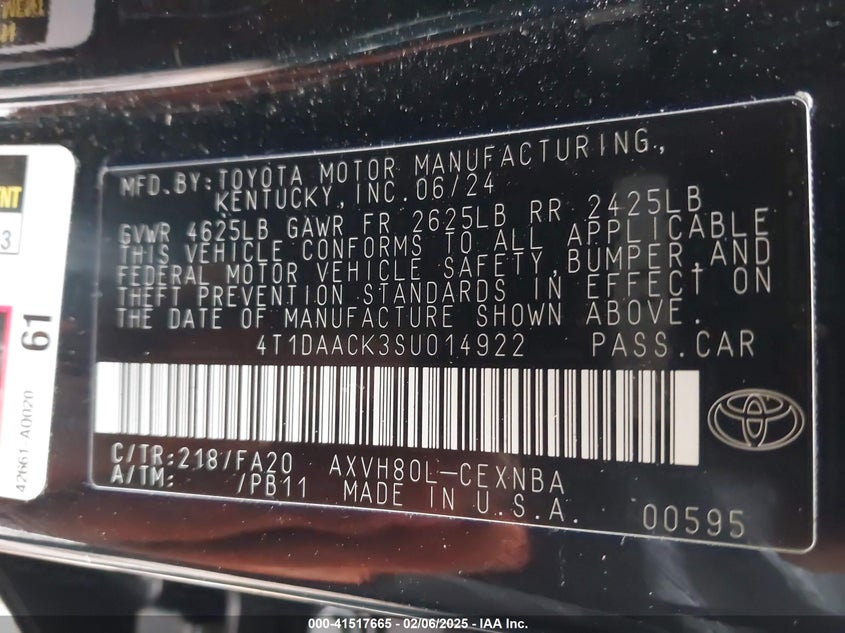 MFD.BY:TOYOTA MOTOR MANUFACTURING,
KENTUCKY, INC. 06/24
GVWR 4625LB GAWR FR 2625LB RR 2425LB
THIS VEHICLE CONFORMS TO ALL APPLICABLE
FEDERAL MOTOR VEHICLE SAFETY, BUMPER, AND
THEFT PREVENTION STANDARDS IN EFFECT ON
THE DATE OF MANUFACTURE SHOWN ABOVE.
4T1DAACK3SU014922 PASS.CAR
C/TR:218/FA20 AXVH80L-CEXNBA
A/TM: /PB11 MADE IN U.S.A.
00595
61
42661 A0020
3
000-41517665 - 02/06/2025 - IAA Inc.